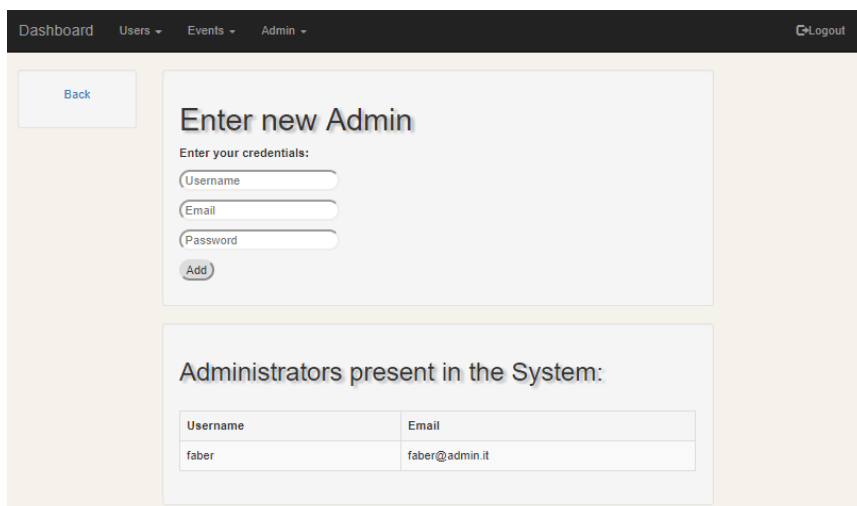 Dashboard Users Events Admin Logout
Back
Enter new Admin
Enter your credentials:
Username
Email
Password
Add
Administrators present in the System:
Username Email
faber faber@admin.it